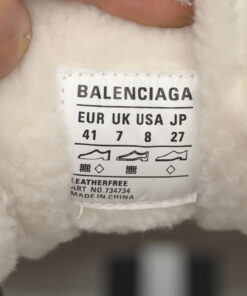 BALENCIAGA
EUR UK USA JP
41 7 8 27
LEATHERFREE
ART NO.734734
MADE IN CHINA